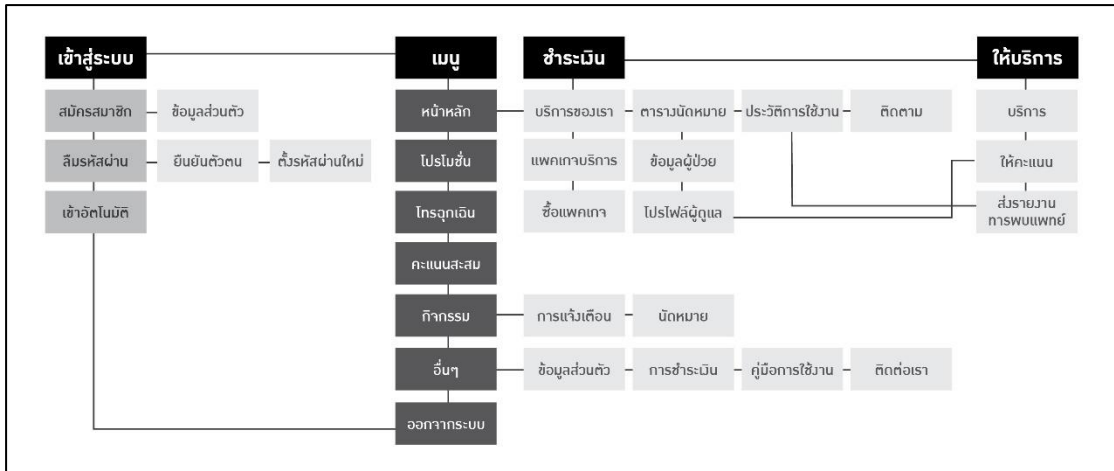 เข้าสู่ระบบ
เมนู
ชำระเงิน
ให้บริการ
สมัครสมาชิก
ข้อมูลส่วนตัว
หน้าหลัก
บริการของเรา
ตารางนัดหมาย
ประวัติการใช้งาน
ติดตาม
บริการ
ลืมรหัสผ่าน
ยืนยันตัวตน
ตั้งรหัสผ่านใหม่
โปรโมชั่น
แพคเกจบริการ
ข้อมูลผู้ป่วย
ให้คะแนน
เข้าอัตโนมัติ
โทรฉุกเฉิน
ซื้อแพคเกจ
โปรไฟล์ผู้ดูแล
ส่งรายงาน
การพบแพทย์
คะแนนสะสม
กิจกรรม
การแจ้งเตือน
นัดหมาย
อื่นๆ
ข้อมูลส่วนตัว
การชำระเงิน
คู่มือการใช้งาน
ติดต่อเรา
ออกจากระบบ